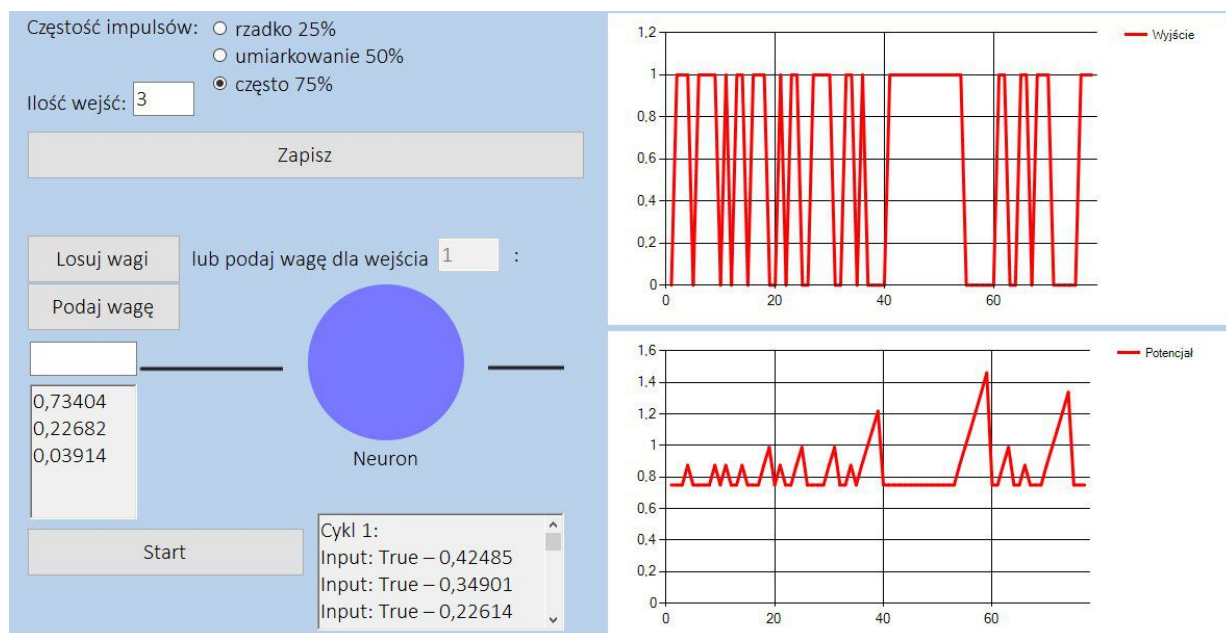 Częstość impulsów:
rzadko 25%
umiarkowanie 50%
często 75%
Ilość wejść: 3
Zapisz
Losuj wagi lub podaj wagę dla wejścia 1 :
Podaj wagę
0,73404
0,22682
0,03914
Neuron
Start
Cykl 1:
Input: True – 0,42485
Input: True – 0,34901
Input: True – 0,22614
1,2
1
0,8
0,6
0,4
0,2
0
0 20 40 60
Wyjście
1,6
1,4
1,2
1
0,8
0,6
0,4
0,2
0
0 20 40 60
Potencjał